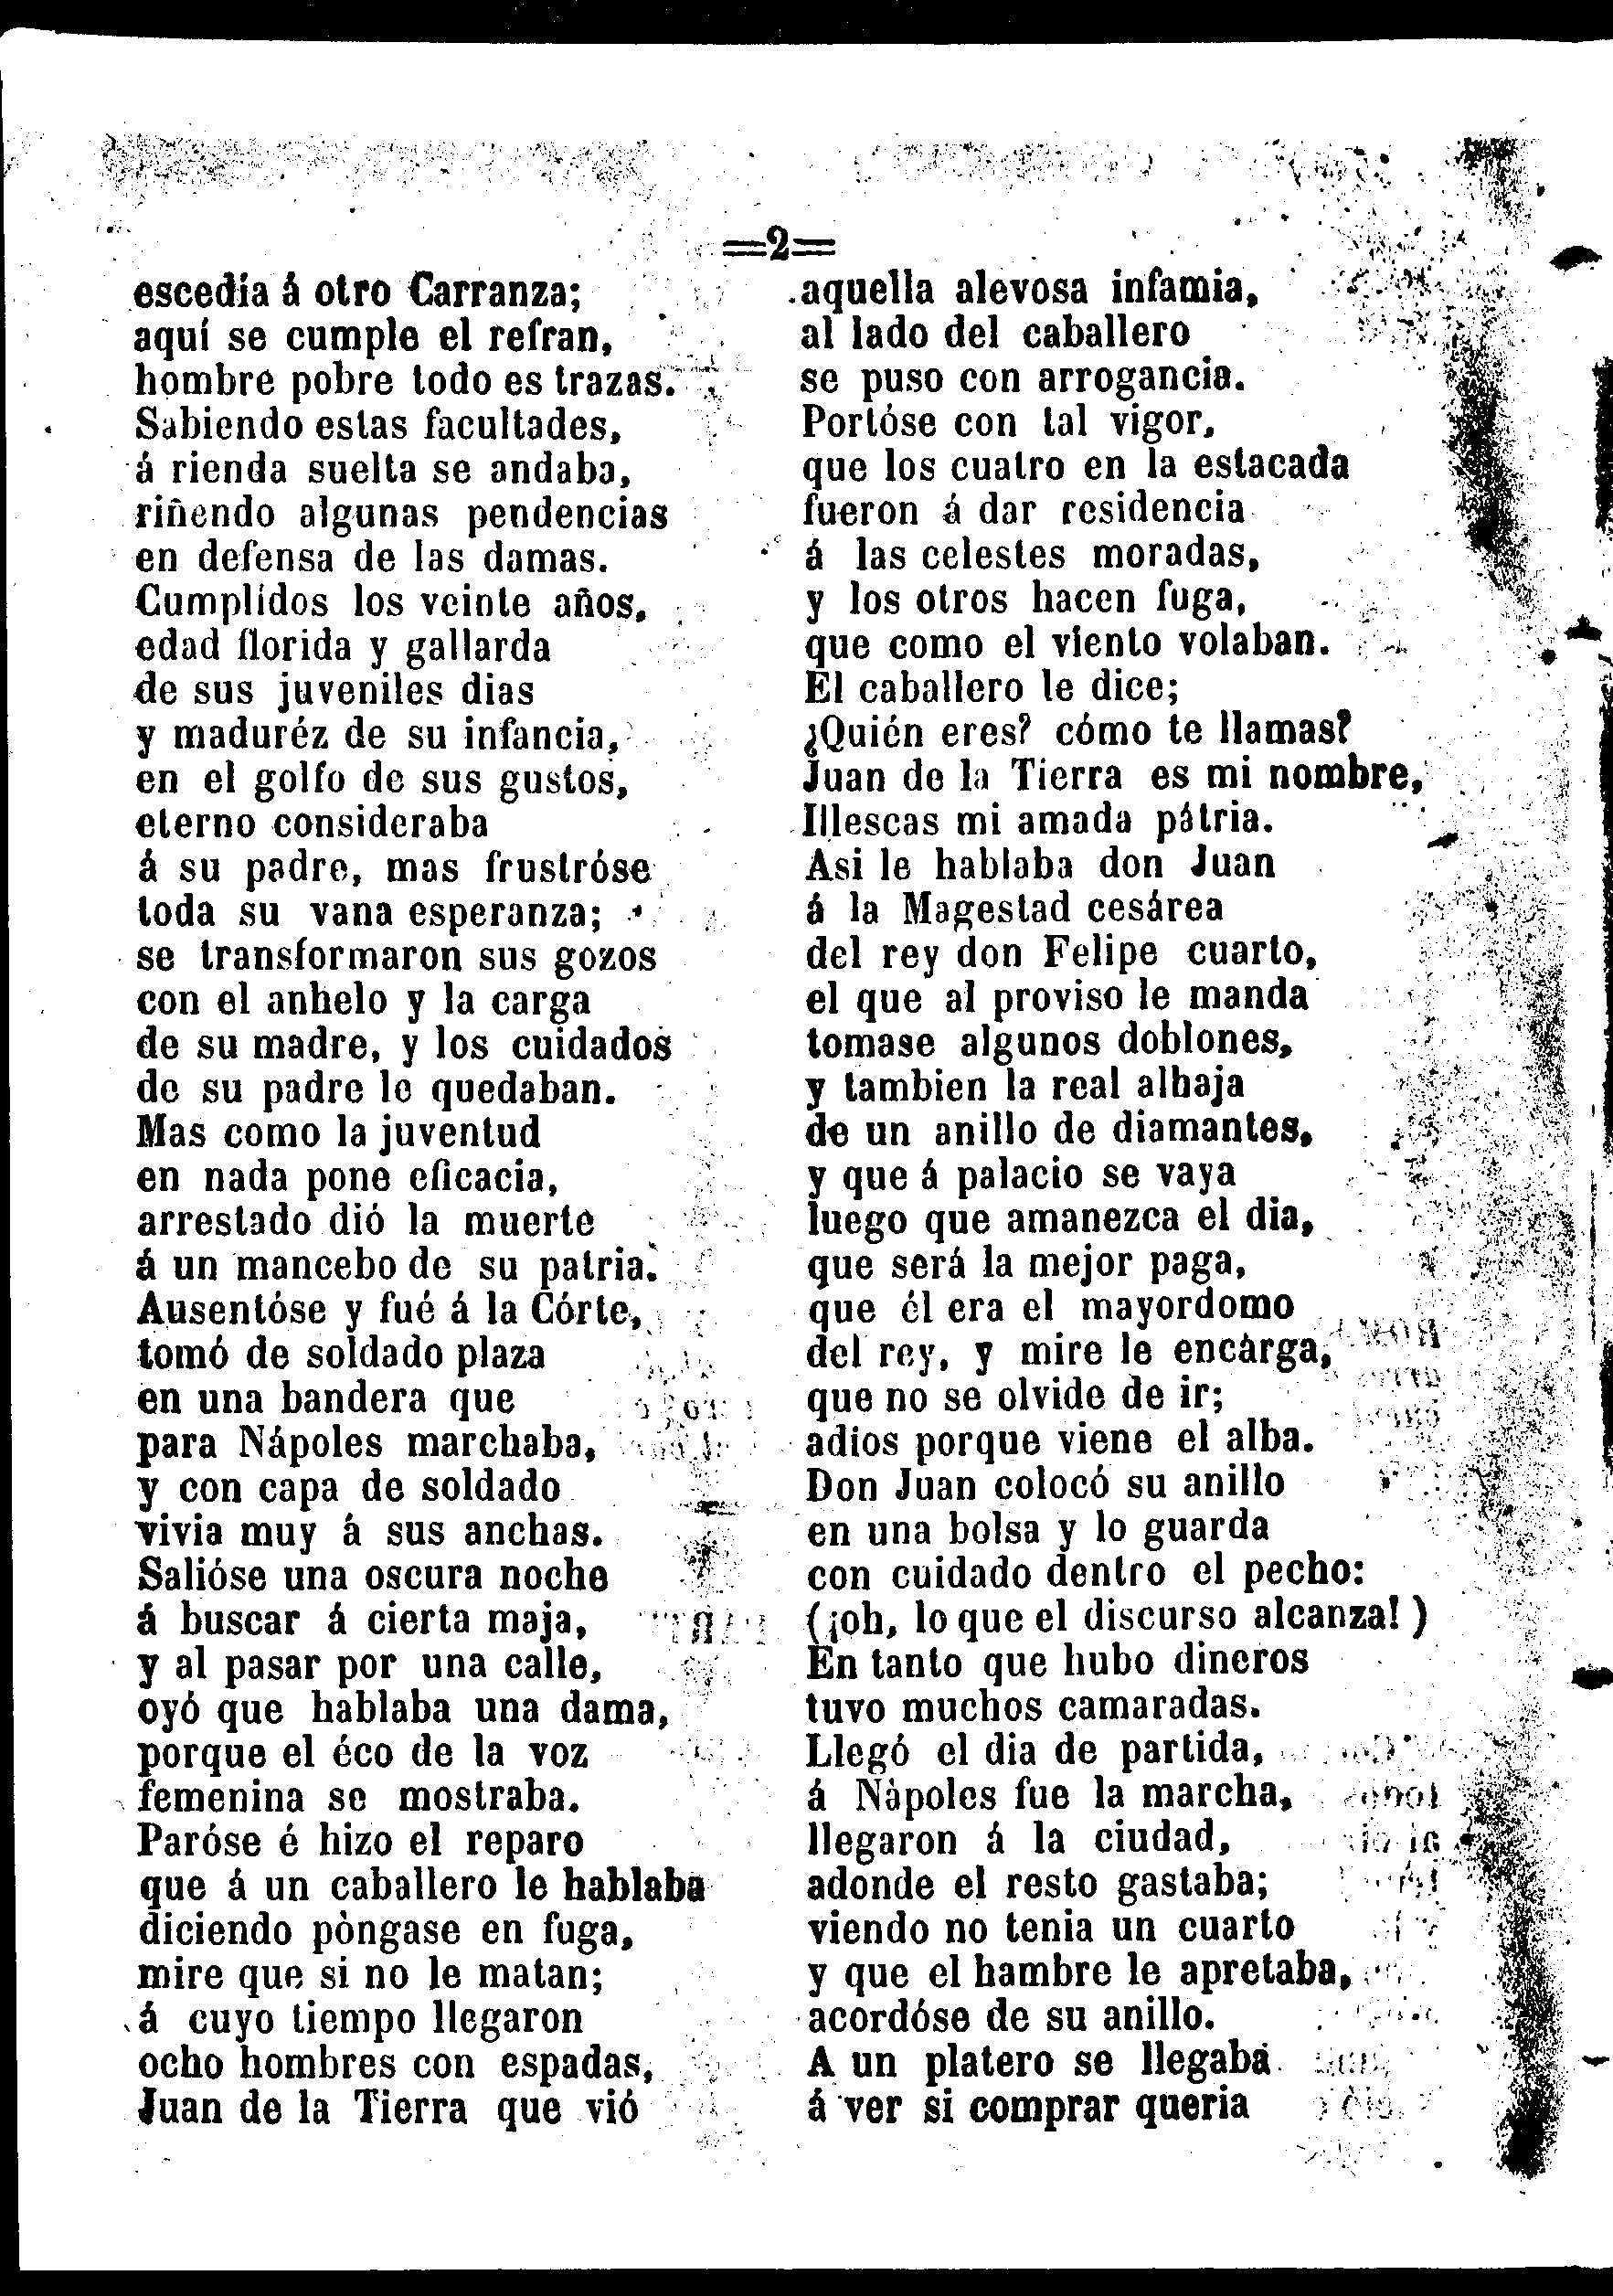 =2=
escedía á otro Carranza;
aquí se cumple el refran,
hombre pobre todo es trazas.
Sabiendo estas facultades,
á rienda suelta se andaba,
riñendo algunas pendencias
en defensa de las damas.
Cumplídos los veinte años,
edad florida y gallarda
de sus juveniles dias
y maduréz de su infancia,
en el golfo de sus gustos,
eterno consideraba
á su padre, mas frustróse
toda su vana esperanza;
se transformaron sus gozos
con el anhelo y la carga
de su madre, y los cuidados
de su padre le quedaban.
Mas como la juventud
en nada pone eficacia,
arrestado dió la muerte
á un mancebo de su patria.
Ausentóse y fué á la Córte,
tomó de soldado plaza
en una bandera que
para Nápoles marchaba,
y con capa de soldado
vivia muy á sus anchas.
Salióse una oscura noche
á buscar á cierta maja,
y al pasar por una calle,
oyó que hablaba una dama,
porque el éco de la voz
femenina se mostraba.
Paróse é hizo el reparo
que á un caballero le hablaba
diciendo pòngase en fuga,
mire que si no le matan;
á cuyo tiempo llegaron
ocho hombres con espadas,
Juan de la Tierra que vió
aquella alevosa infamia,
al lado del caballero
se puso con arrogancia.
Portóse con tal vigor,
que los cuatro en la estacada
fueron á dar residencia
á las celestes moradas,
y los otros hacen fuga,
que como el viento volaban.
El caballero le dice;
¿Quién eres? cómo te llamas?
Juan de la Tierra es mi nombre,
Illescas mi amada pátria.
Asi le hablaba don Juan
á la Magestad cesárea
del rey don Felipe cuarto,
el que al proviso le manda
tomase algunos doblones,
y tambien la real alhaja
de un anillo de diamantes,
y que á palacio se vaya
luego que amanezca el dia,
que será la mejor paga,
que él era el mayordomo
del rey, y mire le encàrga,
que no se olvide de ir;
adios porque viene el alba.
Don Juan colocó su anillo
en una bolsa y lo guarda
con cuidado dentro el pecho:
(¡oh, lo que el discurso alcanza!)
En tanto que hubo dineros
tuvo muchos camaradas.
Llegó el dia de partida,
á Nàpoles fue la marcha,
llegaron á la ciudad,
adonde el resto gastaba;
viendo no tenia un cuarto
y que el hambre le apretaba,
acordóse de su anillo.
A un platero se llegaba
á ver si comprar queria